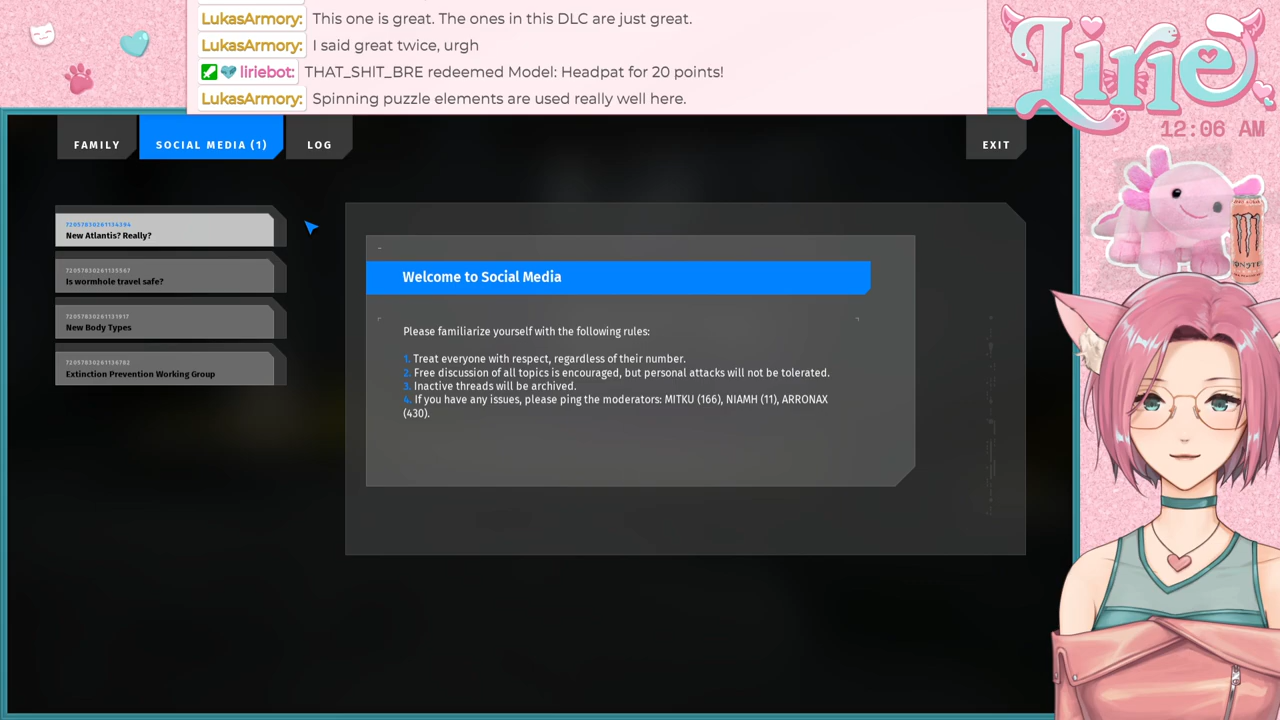 LukasArmory: This one is great. The ones in this DLC are just great.
LukasArmory: I said great twice, urgh
liriebot: THAT_SH!T_BRE redeemed Model: Headpat for 20 points!
LukasArmory: Spinning puzzle elements are used really well here.
Lirie
12:06 AM
FAMILY
SOCIAL MEDIA (1)
LOG
EXIT
New Atlantis? Really?
Is wormhole travel safe?
New Body Types
Extinction Prevention Working Group
Welcome to Social Media
Please familiarize yourself with the following rules:
1. Treat everyone with respect, regardless of their number.
2. Free discussion of all topics is encouraged, but personal attacks will not be tolerated.
3. Inactive threads will be archived.
4. If you have any issues, please ping the moderators: MITKU (166), NIAMH (11), ARRONAX
(430).